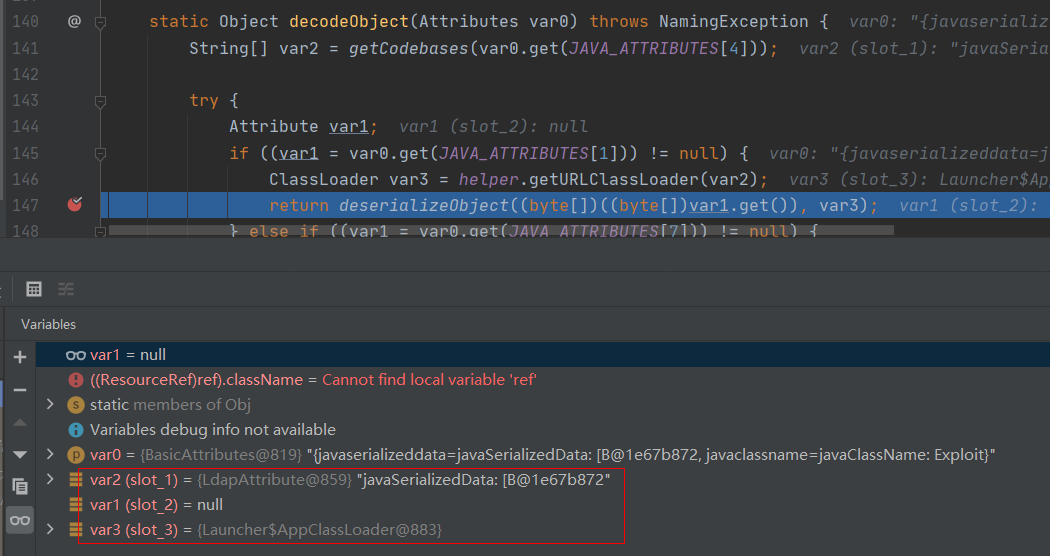 140 @ static Object decodeObject(Attributes var0) throws NamingException { var0: "{javaserializ
141 String[] var2 = getCodebases(var0.get(JAVA_ATTRIBUTES[4])); var2 (slot_1): "javaSeria
142
143 try {
144 Attribute var1; var1 (slot_2): null
145 if ((var1 = var0.get(JAVA_ATTRIBUTES[1])) != null) { var0: "{javaserializeddata=j
146 ClassLoader var3 = helper.getURLClassLoader(var2); var3 (slot_3): Launcher$Ap
147 return deserializeObject((byte[])((byte[])var1.get()), var3); var1 (slot_2):
148 } else if ((var1 = var0.get(JAVA_ATTRIBUTES[7])) != null) {
Variables
var1 = null
((ResourceRef)ref).className = Cannot find local variable 'ref'
static members of Obj
Variables debug info not available
var0 = {BasicAttributes@819} "{javaserializeddata=javaSerializedData: [B@1e67b872, javaclassname=javaClassName: Exploit}"
var2 (slot_1) = {LdapAttribute@859} "javaSerializedData: [B@1e67b872"
var1 (slot_2) = null
var3 (slot_3) = {Launcher$AppClassLoader@883}